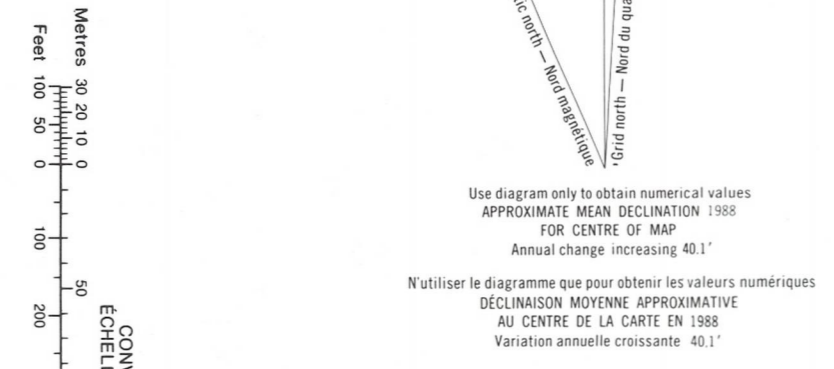 Metres 30 20 10 0 50
Feet 100 50 0 100 200
north — Nord magnétique
Grid north — Nord du
Use diagram only to obtain numerical values
APPROXIMATE MEAN DECLINATION 1988
FOR CENTRE OF MAP
Annual change increasing 40.1'
N'utiliser le diagramme que pour obtenir les valeurs numériques
DÉCLINAISON MOYENNE APPROXIMATIVE
AU CENTRE DE LA CARTE EN 1988
Variation annuelle croissante 40.1'